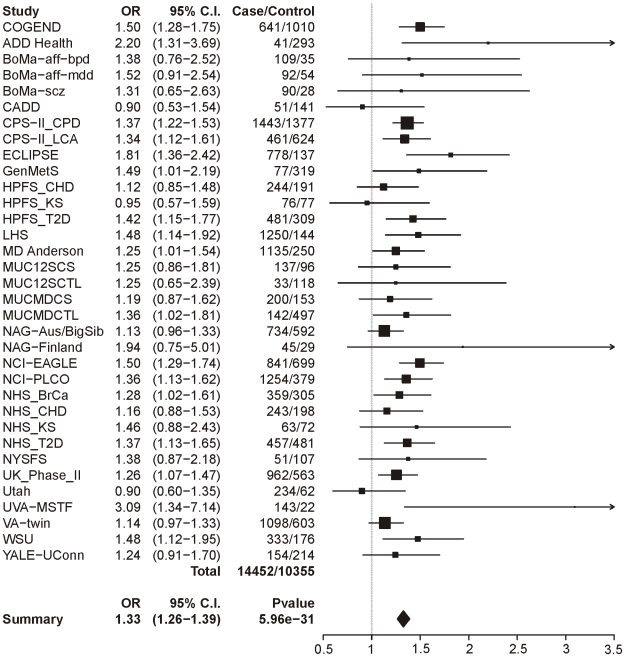 Study OR 95% C.I. Case/Control
COGEND 1.50 (1.28−1.75) 641/1010
ADD Health 2.20 (1.31−3.69) 41/293
BoMa−aff−bpd 1.38 (0.76−2.52) 109/35
BoMa−aff−mdd 1.52 (0.91−2.54) 92/54
BoMa−scz 1.31 (0.65−2.63) 90/28
CADD 0.90 (0.53−1.54) 51/141
CPS−II_CPD 1.37 (1.22−1.53) 1443/1377
CPS−II_LCA 1.34 (1.12−1.61) 461/624
ECLIPSE 1.81 (1.36−2.42) 778/137
GenMetS 1.49 (1.01−2.19) 77/319
HPFS_CHD 1.12 (0.85−1.48) 244/191
HPFS_KS 0.95 (0.57−1.59) 76/77
HPFS_T2D 1.42 (1.15−1.77) 481/309
LHS 1.48 (1.14−1.92) 1250/144
MD Anderson 1.25 (1.01−1.54) 1135/250
MUC12SCS 1.25 (0.86−1.81) 137/96
MUC12SCTL 1.25 (0.65−2.39) 33/118
MUCMDCS 1.19 (0.87−1.62) 200/153
MUCMDCTL 1.36 (1.02−1.81) 142/497
NAG−Aus/BigSib 1.13 (0.96−1.33) 734/592
NAG−Finland 1.94 (0.75−5.01) 45/29
NCI−EAGLE 1.50 (1.29−1.74) 841/699
NCI−PLCO 1.36 (1.13−1.62) 1254/379
NHS_BrCa 1.28 (1.02−1.61) 359/305
NHS_CHD 1.16 (0.88−1.53) 243/198
NHS_KS 1.46 (0.88−2.43) 63/72
NHS_T2D 1.37 (1.13−1.65) 457/481
NYSFS 1.38 (0.87−2.18) 51/107
UK_Phase_II 1.26 (1.07−1.47) 962/563
Utah 0.90 (0.60−1.35) 234/62
UVA−MSTF 3.09 (1.34−7.14) 143/22
VA−twin 1.14 (0.97−1.33) 1098/603
WSU 1.48 (1.12−1.95) 333/176
YALE−UConn 1.24 (0.91−1.70) 154/214
Total 14452/10355
OR 95% C.I. Pvalue
Summary 1.33 (1.26−1.39) 5.96e−31
0.5 1 1.5 2 2.5 3 3.5